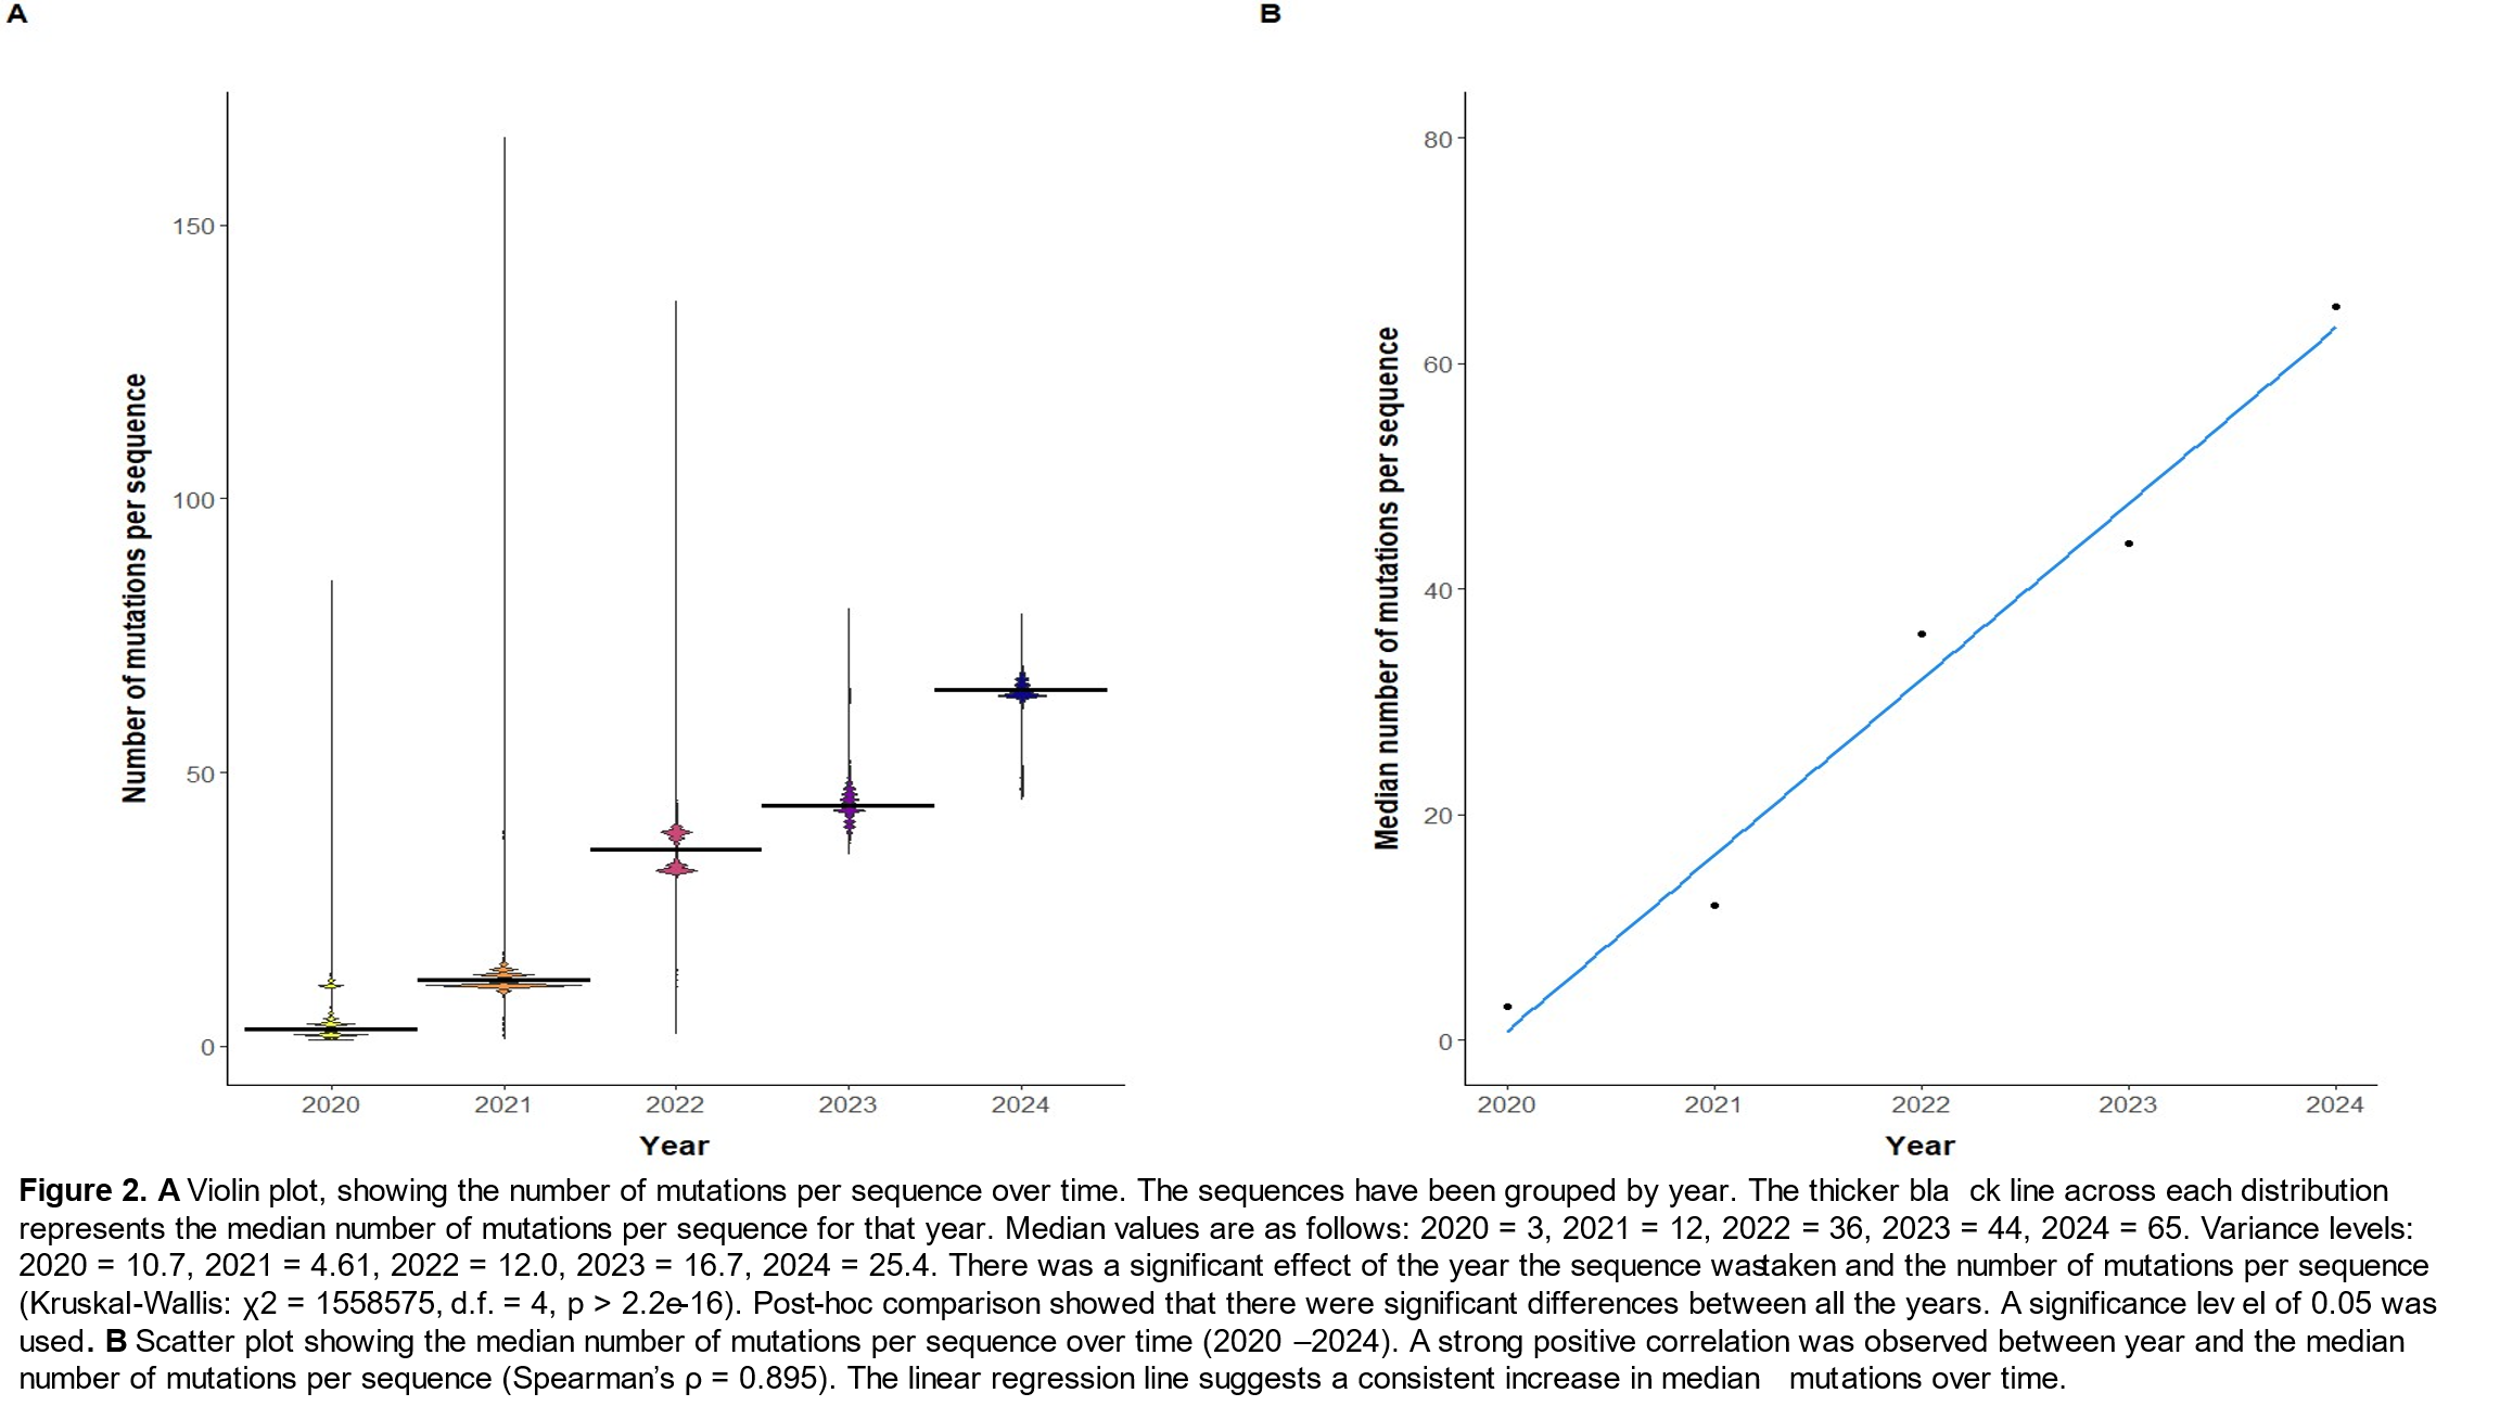 A
B
Number of mutations per sequence
150
100
50
0
2020 2021 2022 2023 2024
Year
Median number of mutations per sequence
80
60
40
20
0
2020 2021 2022 2023 2024
Year
Figure 2. A Violin plot, showing the number of mutations per sequence over time. The sequences have been grouped by year. The thicker bla ck line across each distribution
represents the median number of mutations per sequence for that year. Median values are as follows: 2020 = 3, 2021 = 12, 2022 = 36, 2023 = 44, 2024 = 65. Variance levels:
2020 = 10.7, 2021 = 4.61, 2022 = 12.0, 2023 = 16.7, 2024 = 25.4. There was a significant effect of the year the sequence wastaken and the number of mutations per sequence
(Kruskal-Wallis: χ2 = 1558575, d.f. = 4, p > 2.2e-16). Post-hoc comparison showed that there were significant differences between all the years. A significance lev el of 0.05 was
used. B Scatter plot showing the median number of mutations per sequence over time (2020 –2024). A strong positive correlation was observed between year and the median
number of mutations per sequence (Spearman’s ρ = 0.895). The linear regression line suggests a consistent increase in median mutations over time.